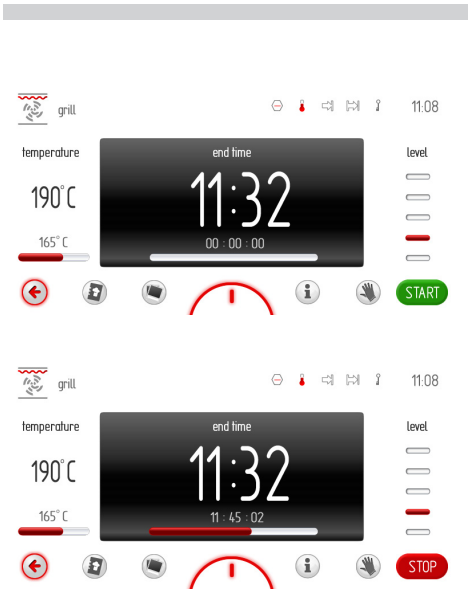 grill 11:08
temperature end time level
190°C 11:32
165°C 00 : 00 : 00
START
grill 11:08
temperature end time level
190°C 11:32
165°C 11 : 45 : 02
STOP